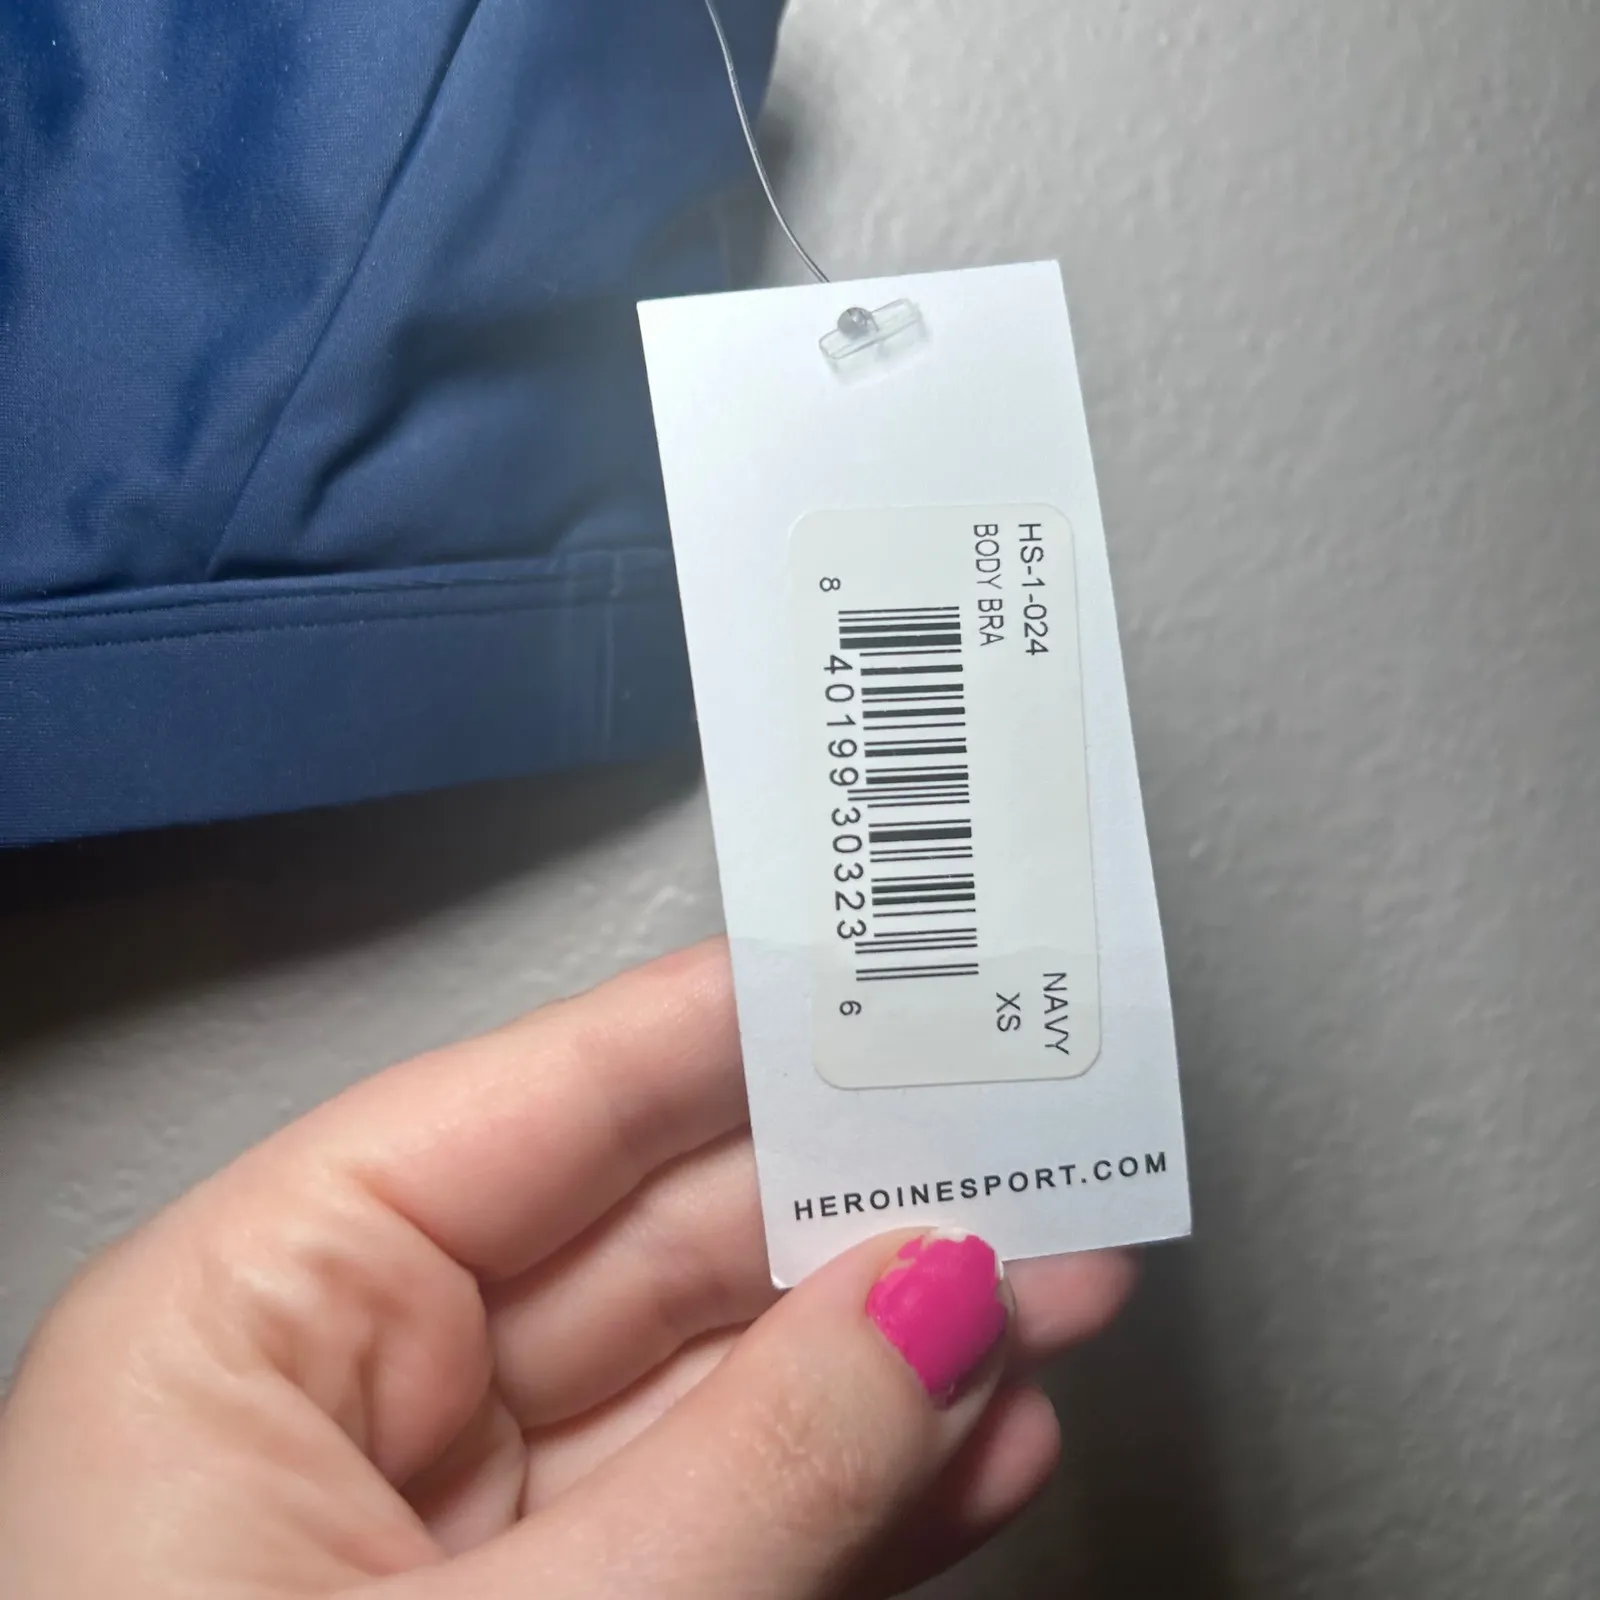 HS-1-024 NAVY
BODY BRA XS
8 40199 30323 6
HEROINESPORT.COM